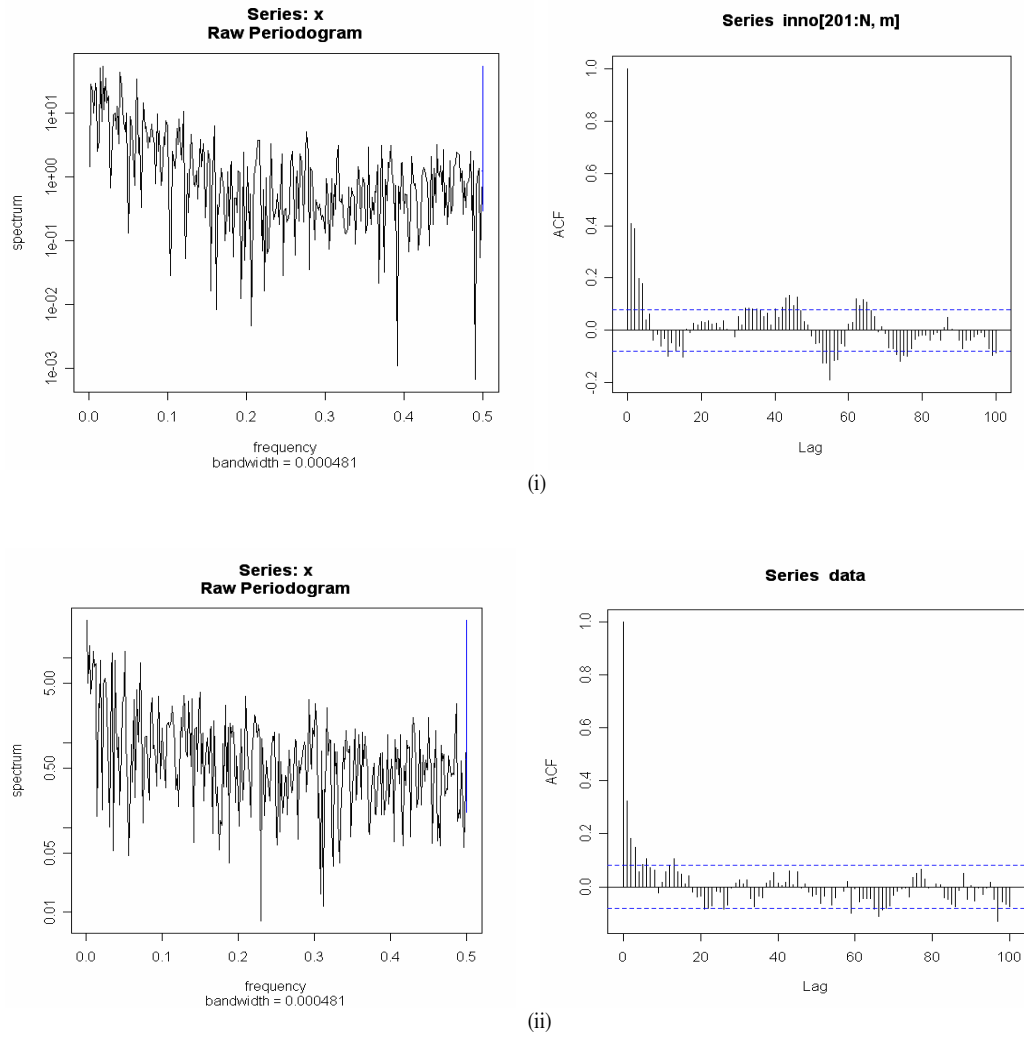 Series: x
Raw Periodogram
spectrum
1e+01
1e+00
1e-01
1e-02
1e-03
0.0 0.1 0.2 0.3 0.4 0.5
frequency
bandwidth = 0.000481
Series inno[201:N, m]
ACF
1.0
0.8
0.6
0.4
0.2
0.0
-0.2
0 20 40 60 80 100
Lag
(i)
Series: x
Raw Periodogram
spectrum
5.00
0.50
0.05
0.01
0.0 0.1 0.2 0.3 0.4 0.5
frequency
bandwidth = 0.000481
Series data
ACF
1.0
0.8
0.6
0.4
0.2
0.0
0 20 40 60 80 100
Lag
(ii)